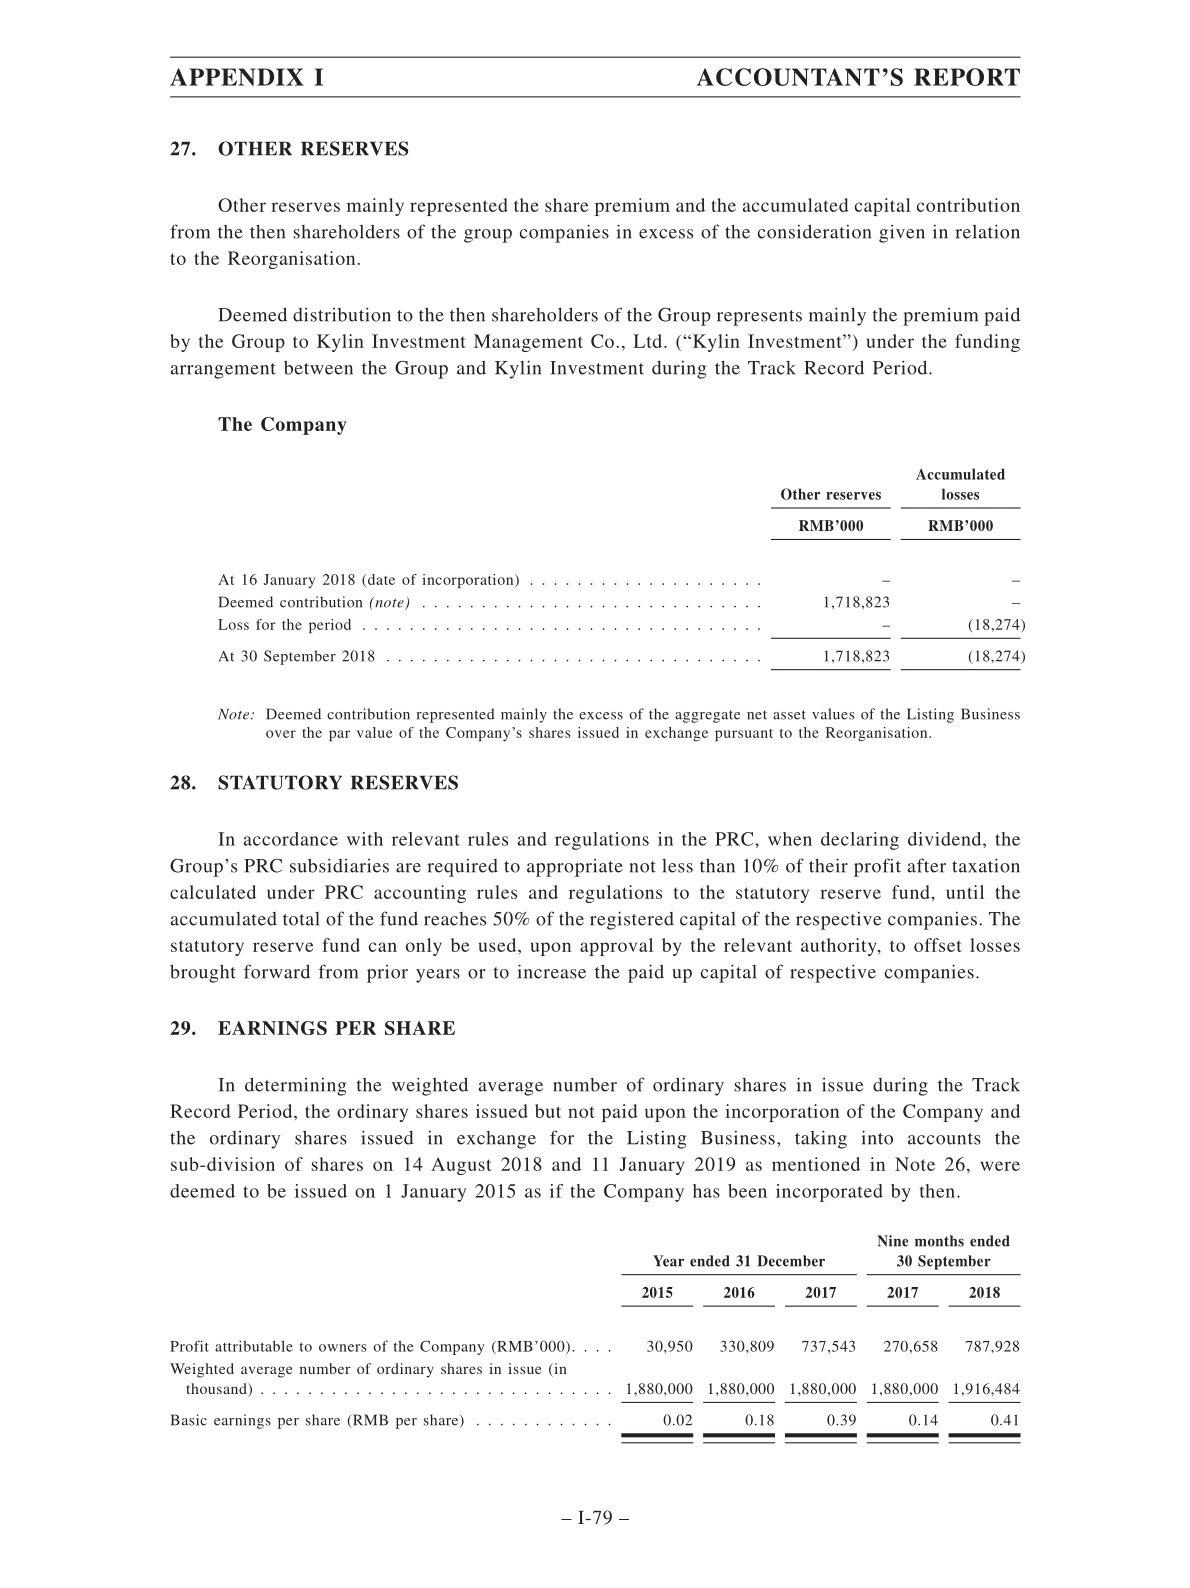 APPENDIX I ACCOUNTANT’S REPORT
27. OTHER RESERVES
Other reserves mainly represented the share premium and the accumulated capital contribution
from the then shareholders of the group companies in excess of the consideration given in relation
to the Reorganisation.
Deemed distribution to the then shareholders of the Group represents mainly the premium paid
by the Group to Kylin Investment Management Co., Ltd. (“Kylin Investment”) under the funding
arrangement between the Group and Kylin Investment during the Track Record Period.
The Company
Accumulated
Other reserves losses
RMB’000 RMB’000
At 16 January 2018 (date of incorporation) . . . . . . . . . . . . . . . . . . . . – –
Deemed contribution (note) . . . . . . . . . . . . . . . . . . . . . . . . . . . . . 1,718,823 –
Loss for the period . . . . . . . . . . . . . . . . . . . . . . . . . . . . . . . . . . – (18,274)
At 30 September 2018 . . . . . . . . . . . . . . . . . . . . . . . . . . . . . . . . 1,718,823 (18,274)
Note: Deemed contribution represented mainly the excess of the aggregate net asset values of the Listing Business
over the par value of the Company’s shares issued in exchange pursuant to the Reorganisation.
28. STATUTORY RESERVES
In accordance with relevant rules and regulations in the PRC, when declaring dividend, the
Group’s PRC subsidiaries are required to appropriate not less than 10% of their profit after taxation
calculated under PRC accounting rules and regulations to the statutory reserve fund, until the
accumulated total of the fund reaches 50% of the registered capital of the respective companies. The
statutory reserve fund can only be used, upon approval by the relevant authority, to offset losses
brought forward from prior years or to increase the paid up capital of respective companies.
29. EARNINGS PER SHARE
In determining the weighted average number of ordinary shares in issue during the Track
Record Period, the ordinary shares issued but not paid upon the incorporation of the Company and
the ordinary shares issued in exchange for the Listing Business, taking into accounts the
sub-division of shares on 14 August 2018 and 11 January 2019 as mentioned in Note 26, were
deemed to be issued on 1 January 2015 as if the Company has been incorporated by then.
Nine months ended
Year ended 31 December 30 September
2015 2016 2017 2017 2018
Profit attributable to owners of the Company (RMB’000). . . . 30,950 330,809 737,543 270,658 787,928
Weighted average number of ordinary shares in issue (in
thousand) . . . . . . . . . . . . . . . . . . . . . . . . . . . . . . 1,880,000 1,880,000 1,880,000 1,880,000 1,916,484
Basic earnings per share (RMB per share) . . . . . . . . . . . . 0.02 0.18 0.39 0.14 0.41
– I-79 –